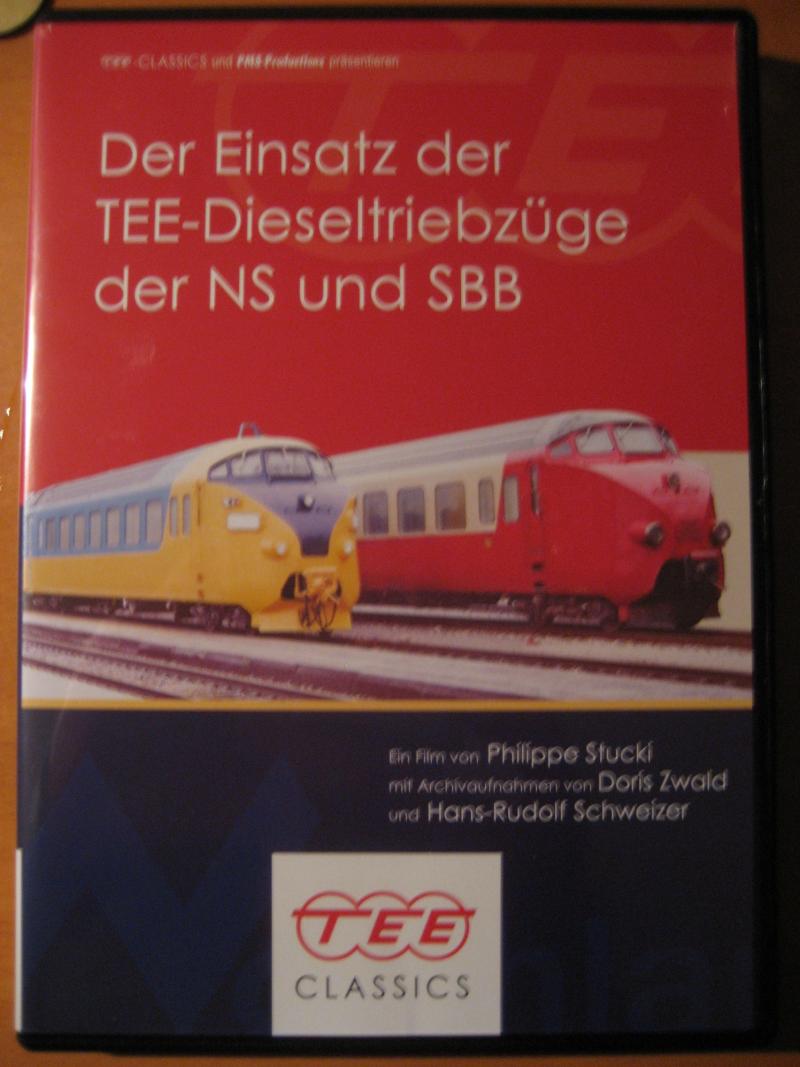 TEE-CLASSICS und PMS-Productions präsentieren
TEE
Der Einsatz der
TEE-Dieseltriebzüge
der NS und SBB
Ein Film von Philippe Stucki
mit Archivaufnahmen von Doris Zwald
und Hans-Rudolf Schweizer
TEE
CLASSICS